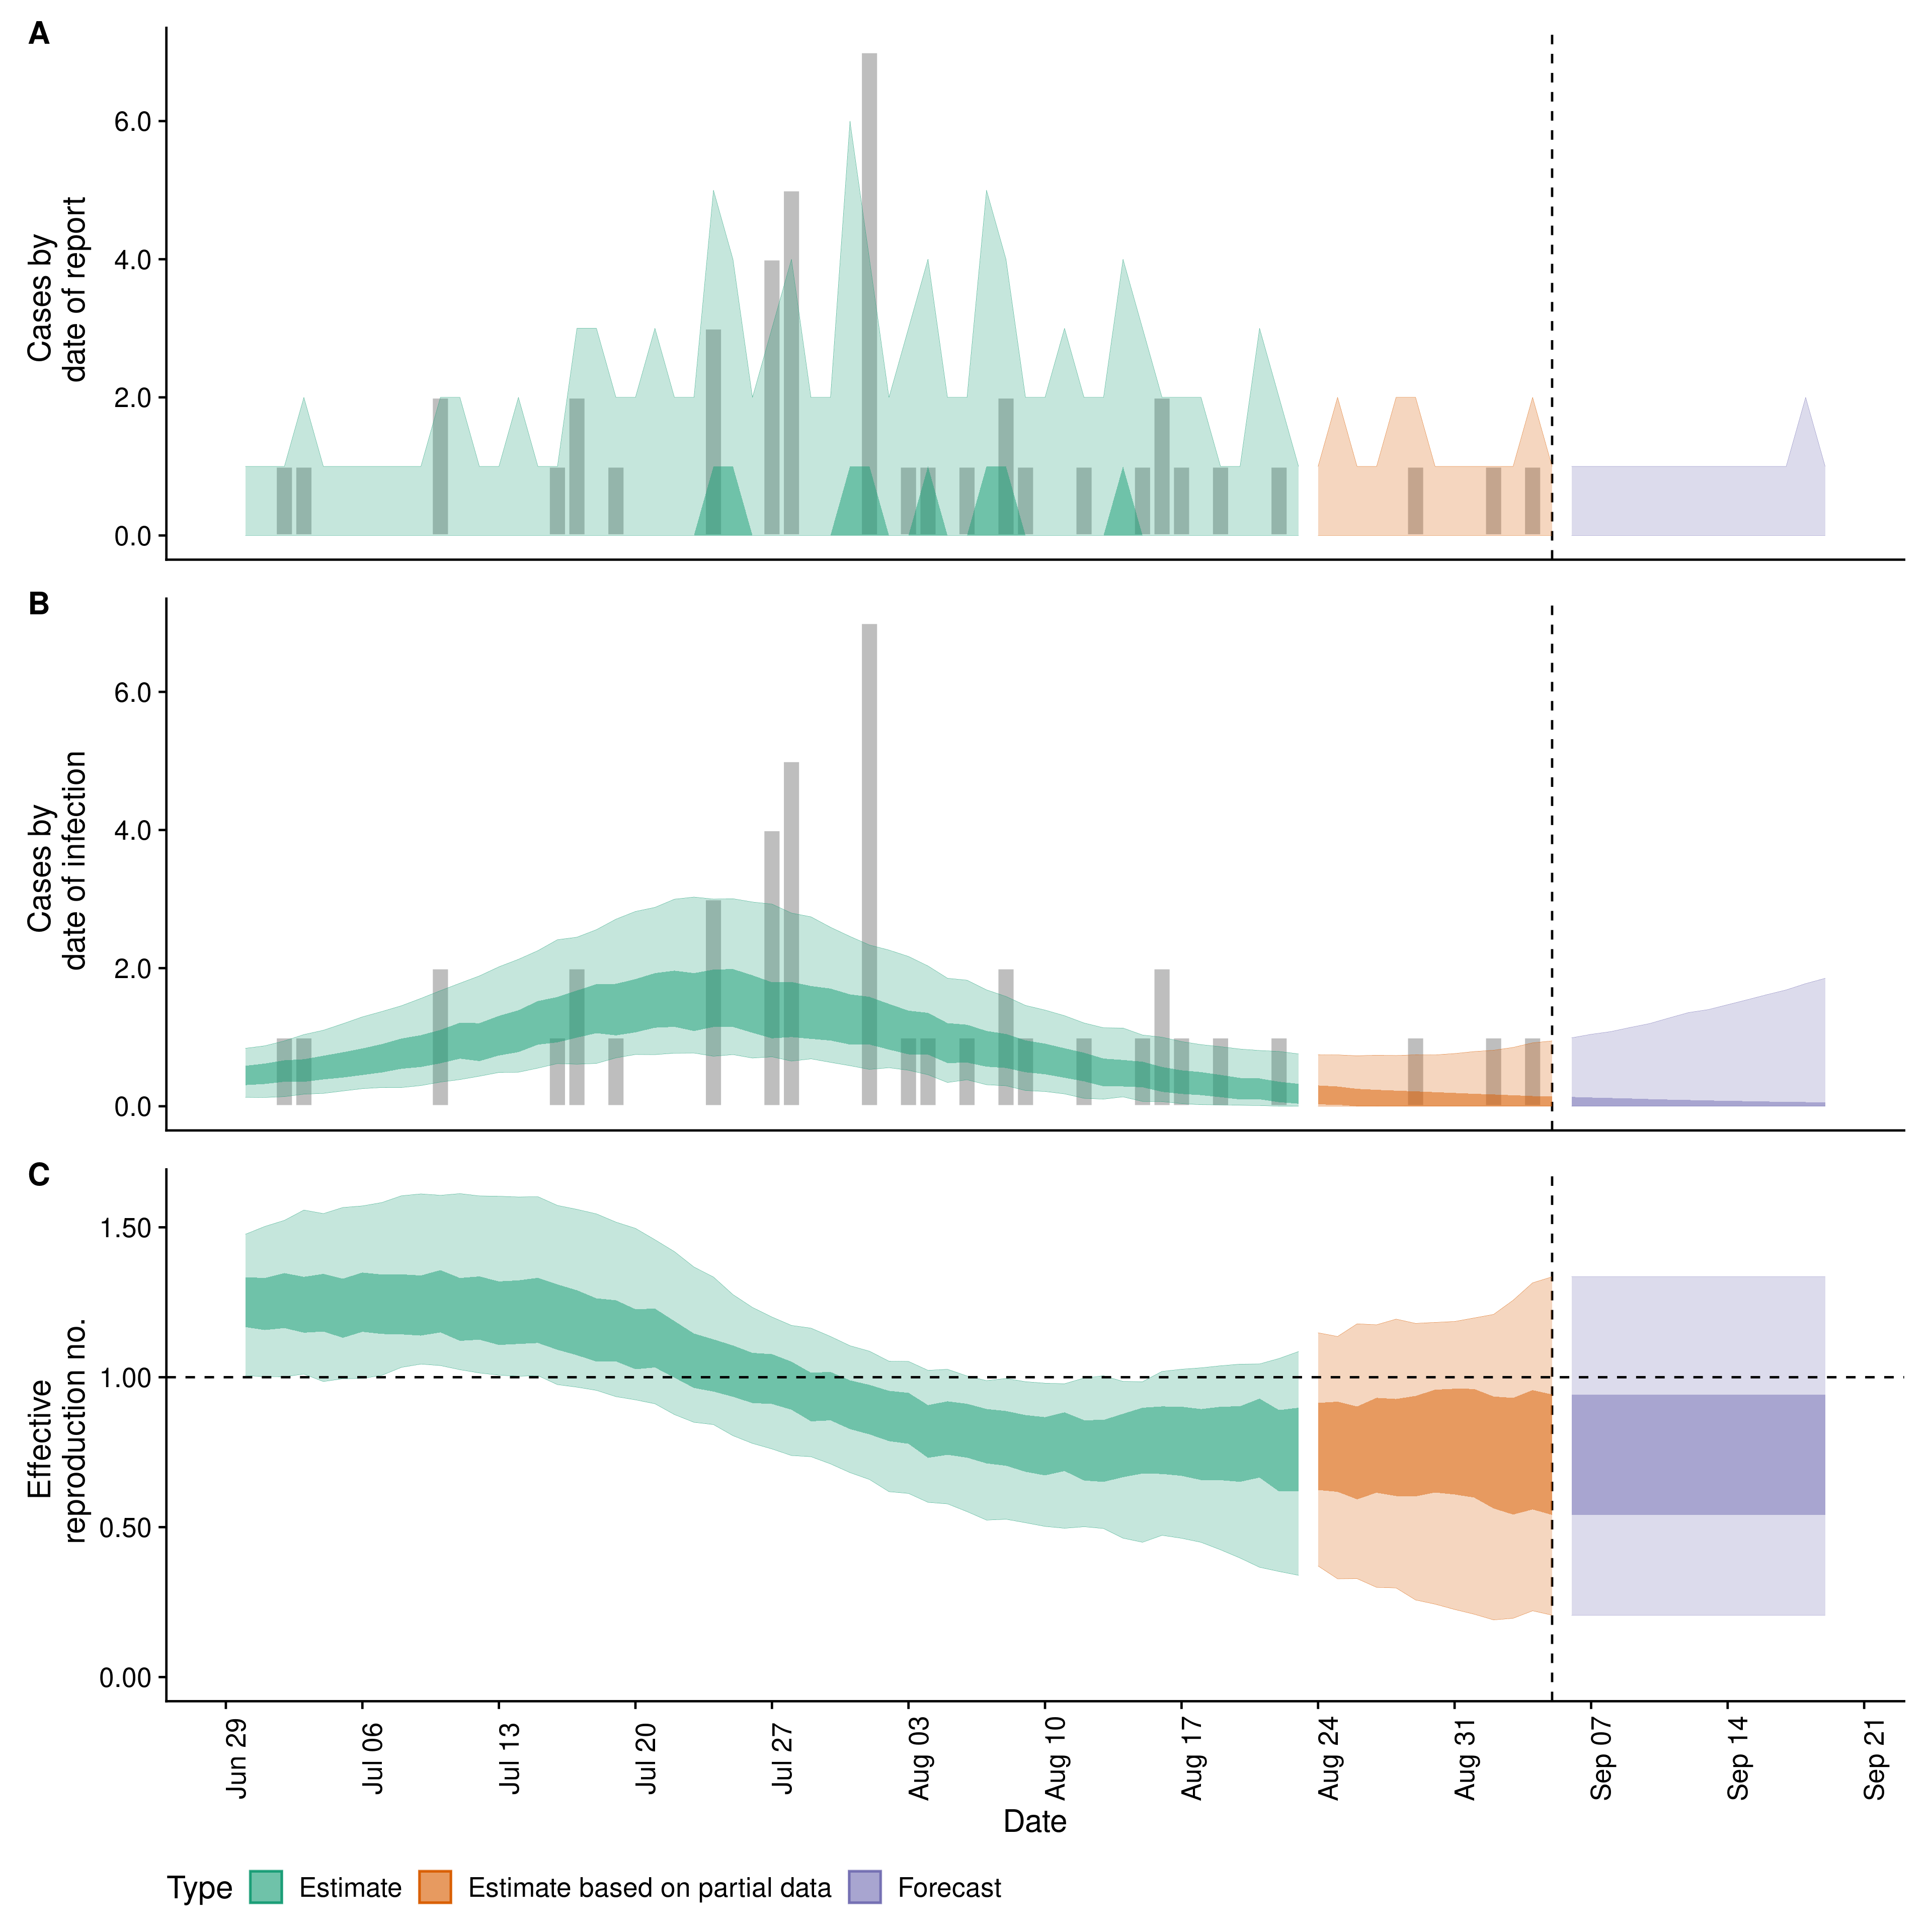 A
Cases by
date of report
6.0
4.0
2.0
0.0
B
Cases by
date of infection
6.0
4.0
2.0
0.0
C
Effective
reproduction no.
1.50
1.00
0.50
0.00
Jun 29
Jul 06
Jul 13
Jul 20
Jul 27
Aug 03
Aug 10
Aug 17
Aug 24
Aug 31
Sep 07
Sep 14
Sep 21
Date
Type Estimate Estimate based on partial data Forecast